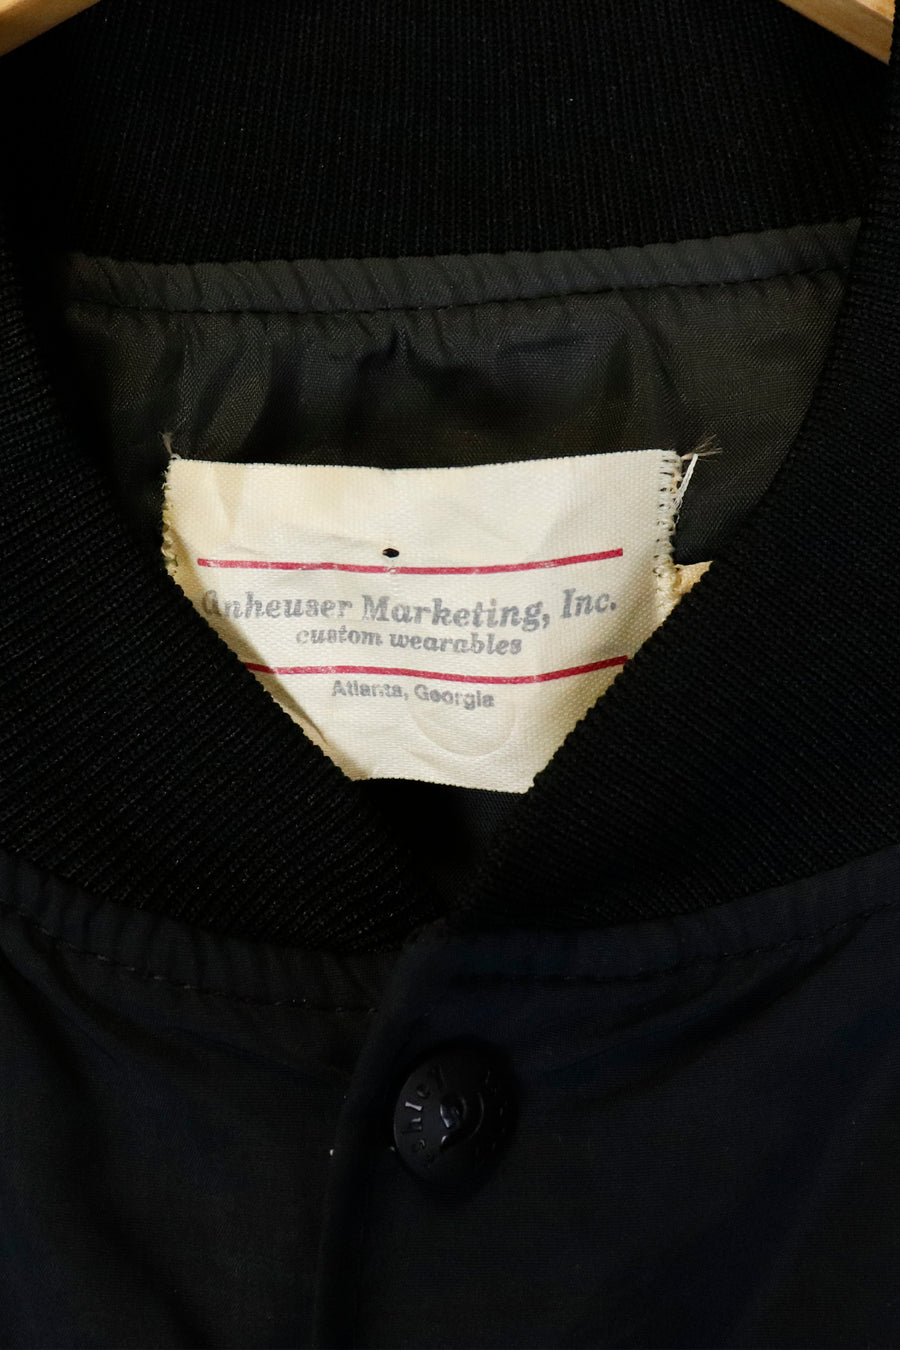 Anheuser Marketing, Inc.
custom wearables
Atlanta, Georgia